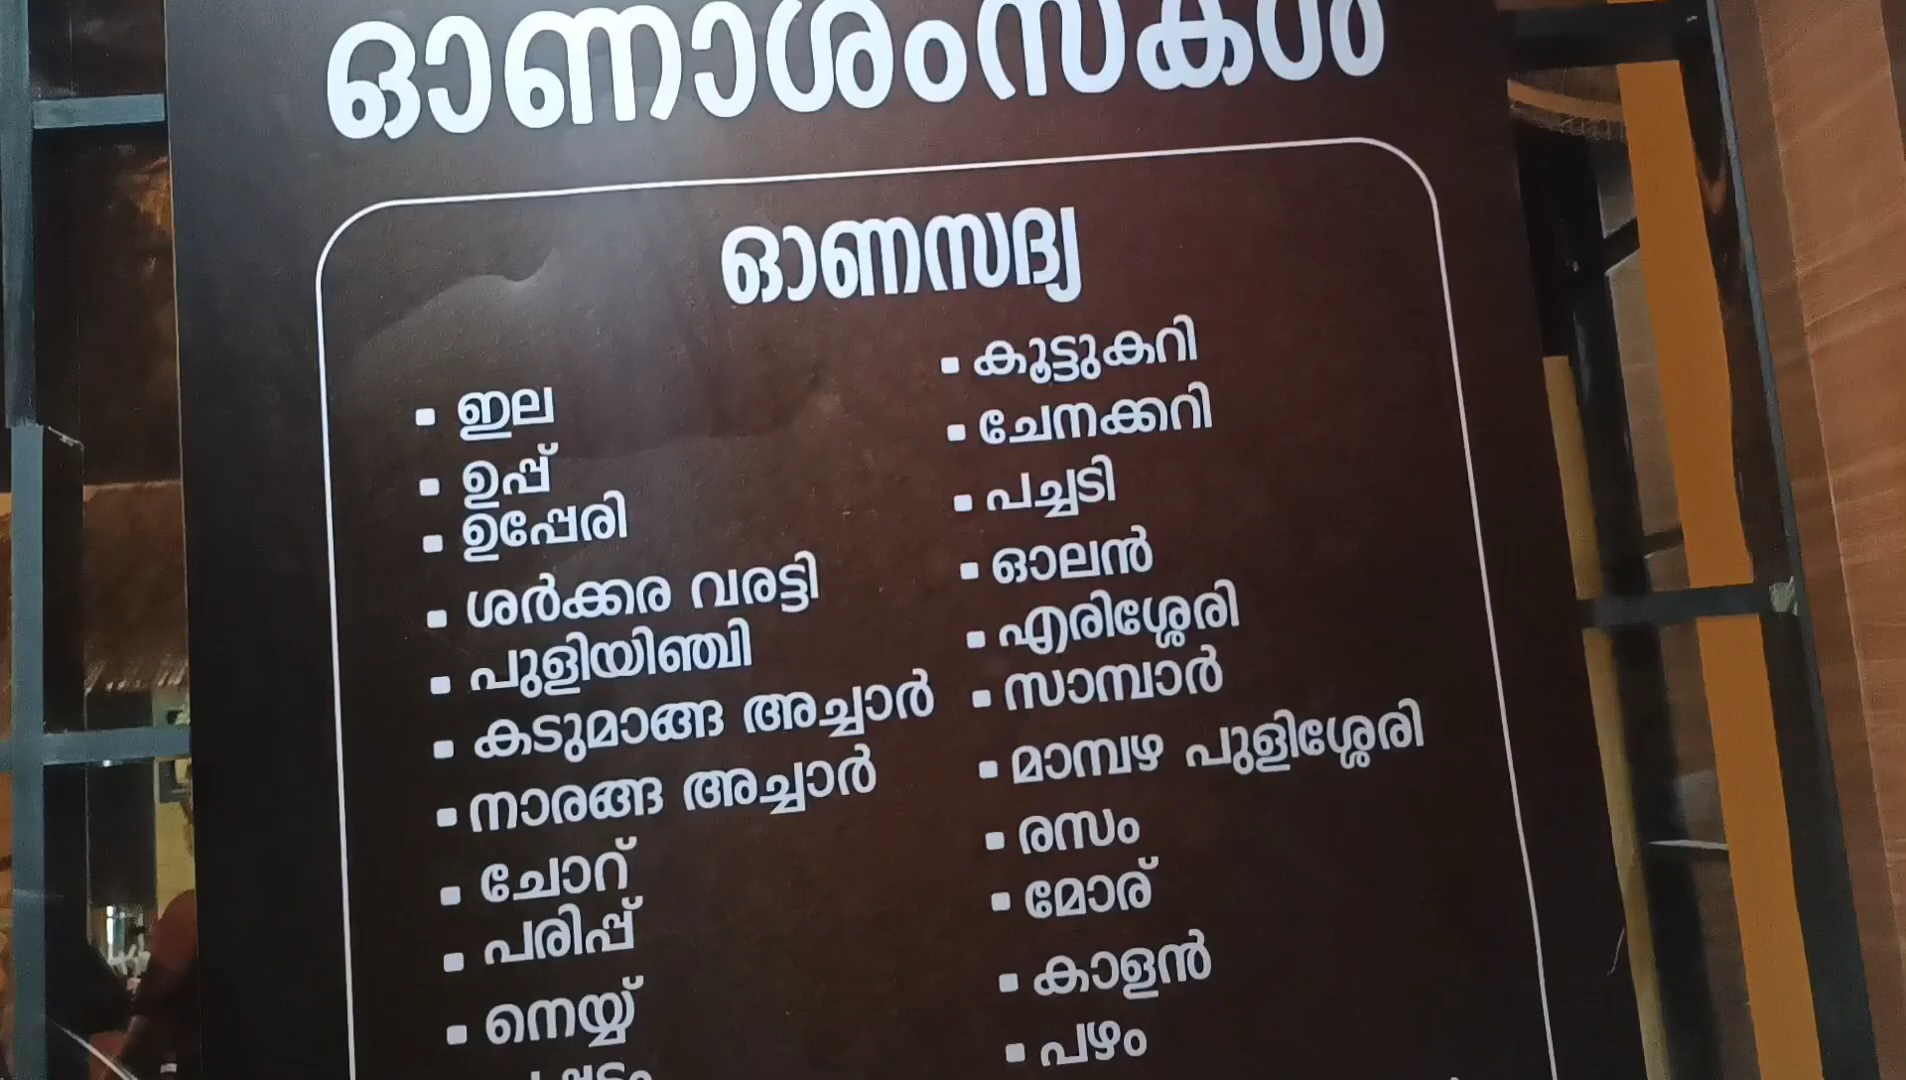 ഓണാശംസകൾ
ഓണസദ്യ
▪ ഇല
▪ ഉപ്പ്
▪ ഉപ്പേരി
▪ ശർക്കര വരട്ടി
▪ പുളിയിഞ്ചി
▪ കടുമാങ്ങ അച്ചാർ
▪ നാരങ്ങ അച്ചാർ
▪ ചോറ്
▪ പരിപ്പ്
▪ നെയ്യ്
▪ കൂട്ടുകറി
▪ ചേനക്കറി
▪ പച്ചടി
▪ ഓലൻ
▪ എരിശ്ശേരി
▪ സാമ്പാർ
▪ മാമ്പഴ പുളിശ്ശേരി
▪ രസം
▪ മോര്
▪ കാളൻ
▪ പഴം